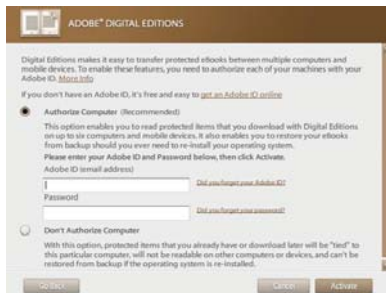 ADOBE® DIGITAL EDITIONS
Digital Editions makes it easy to transfer protected eBooks between multiple computers and
mobile devices. To enable these features, you need to authorize each of your machines with your
Adobe ID. More Info
If you don't have an Adobe ID, it's free and easy to get an Adobe ID online
Authorize Computer (Recommended)
This option enables you to read protected items that you download with Digital Editions
on up to six computers and mobile devices. It also enables you to restore your eBooks
from backup should you ever need to re-install your operating system.
Please enter your Adobe ID and Password below, then click Activate.
Adobe ID (email address)
Did you forget your Adobe ID?
Password
Did you forget your password?
Don't Authorize Computer
With this option, protected items that you already have or download later will be "tied" to
this particular computer, will not be readable on other computers or devices, and can't be
restored from backup if the operating system is re-installed.
Go Back
Cancel
Activate